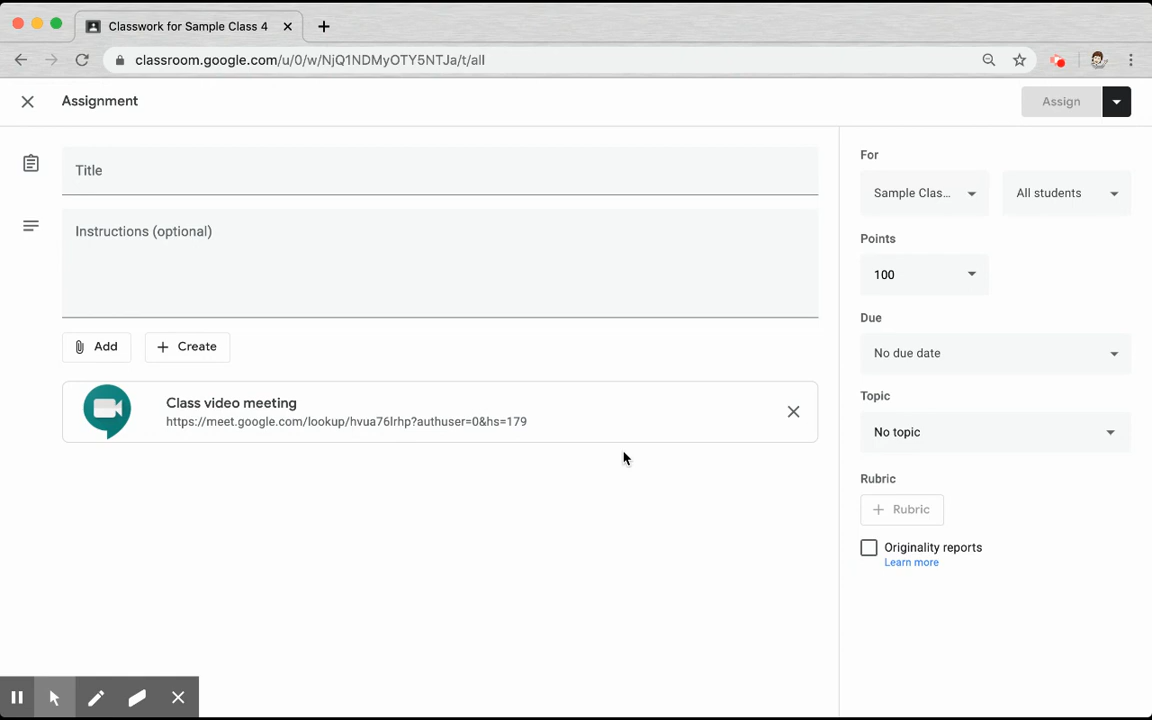 Classwork for Sample Class 4
classroom.google.com/u/0/w/NjQ1NDMyOTY5NTJa/t/all
Assignment
Assign
Title
Instructions (optional)
Add
Create
Class video meeting
https://meet.google.com/lookup/hvua76lrhp?authuser=0&hs=179
For
Sample Clas...
All students
Points
100
Due
No due date
Topic
No topic
Rubric
Rubric
Originality reports
Learn more